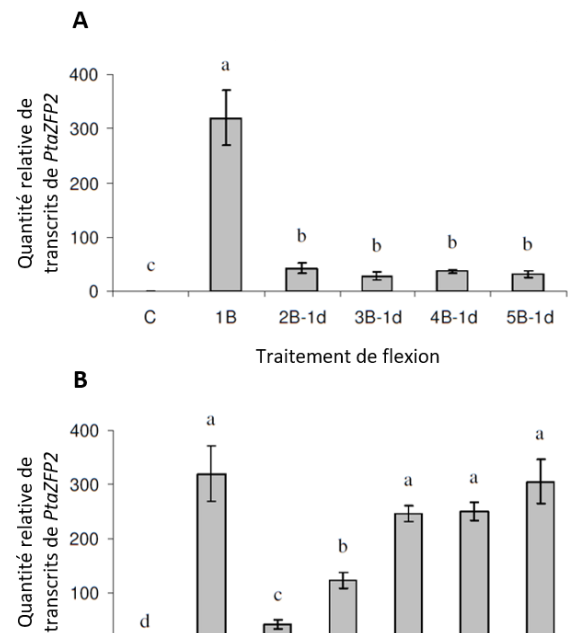 A
Quantité relative de
transcrits de PtaZFP2
400
300
200
100
0
a
b
b
b
b
c
C 1B 2B-1d 3B-1d 4B-1d 5B-1d
Traitement de flexion
B
Quantité relative de
transcrits de PtaZFP2
400
300
200
100
a
a
a
a
b
c
d